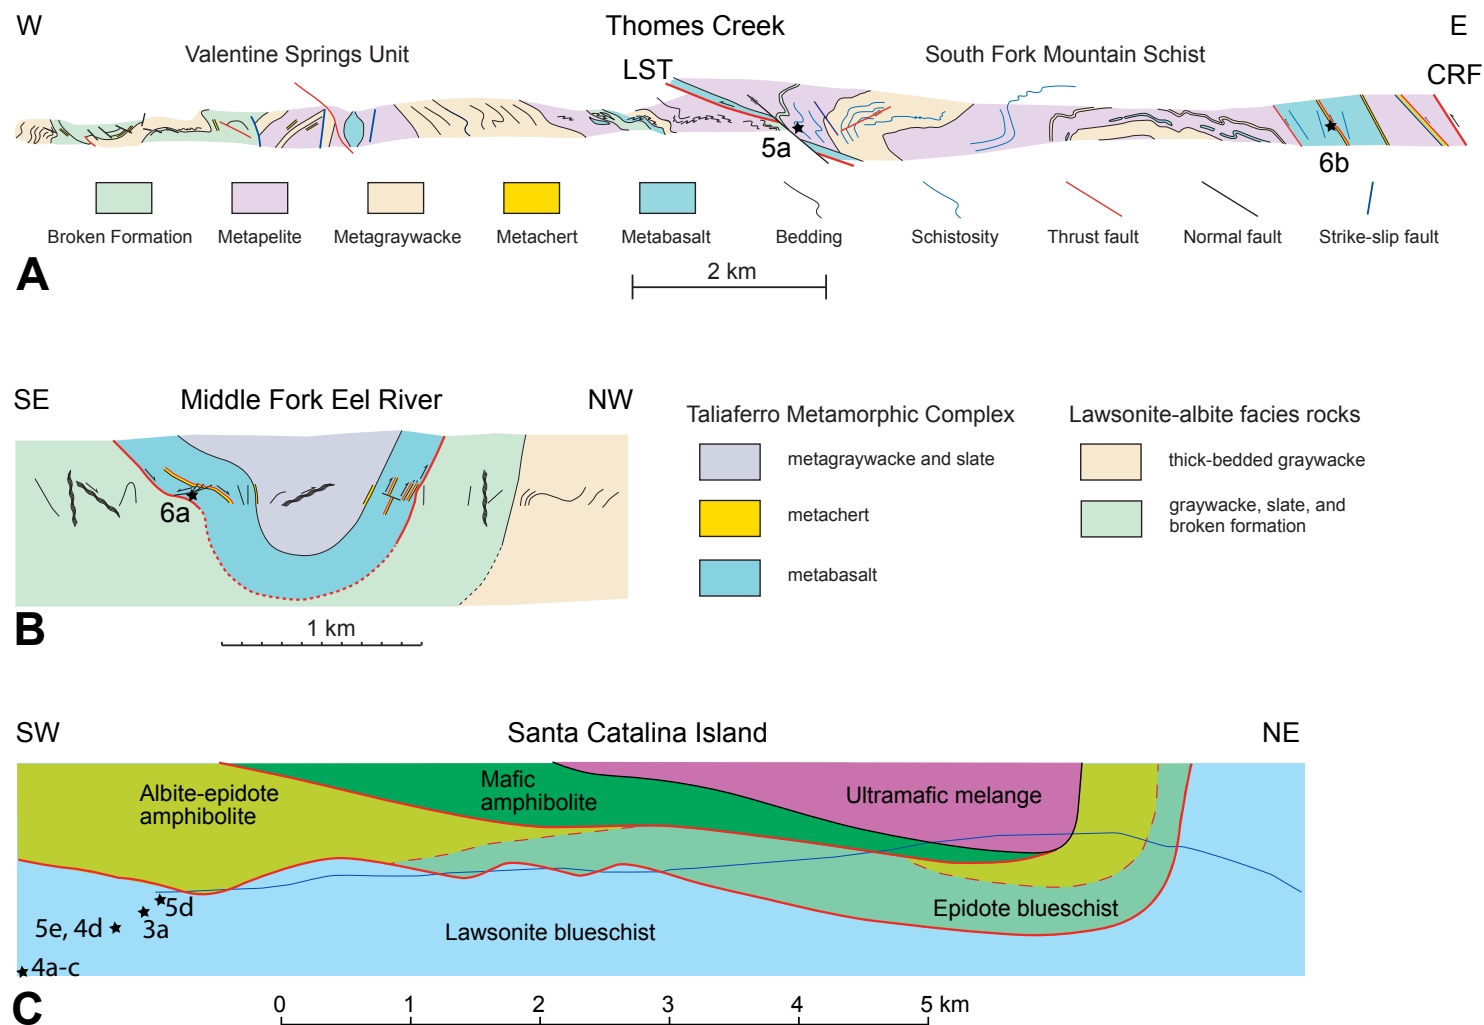 W
Thomes Creek
E
Valentine Springs Unit
LST
South Fork Mountain Schist
CRF
5a
6b
Broken Formation
Metapelite
Metagraywacke
Metachert
Metabasalt
Bedding
Schistosity
Thrust fault
Normal fault
Strike-slip fault
A
2 km
SE
Middle Fork Eel River
NW
6a
B
1 km
Taliaferro Metamorphic Complex
metagraywacke and slate
metachert
metabasalt
Lawsonite-albite facies rocks
thick-bedded graywacke
graywacke, slate, and
broken formation
SW
Santa Catalina Island
NE
Albite-epidote
amphibolite
Mafic
amphibolite
Ultramafic melange
5d
3a
5e, 4d
4a-c
Lawsonite blueschist
Epidote blueschist
C
0 1 2 3 4 5 km